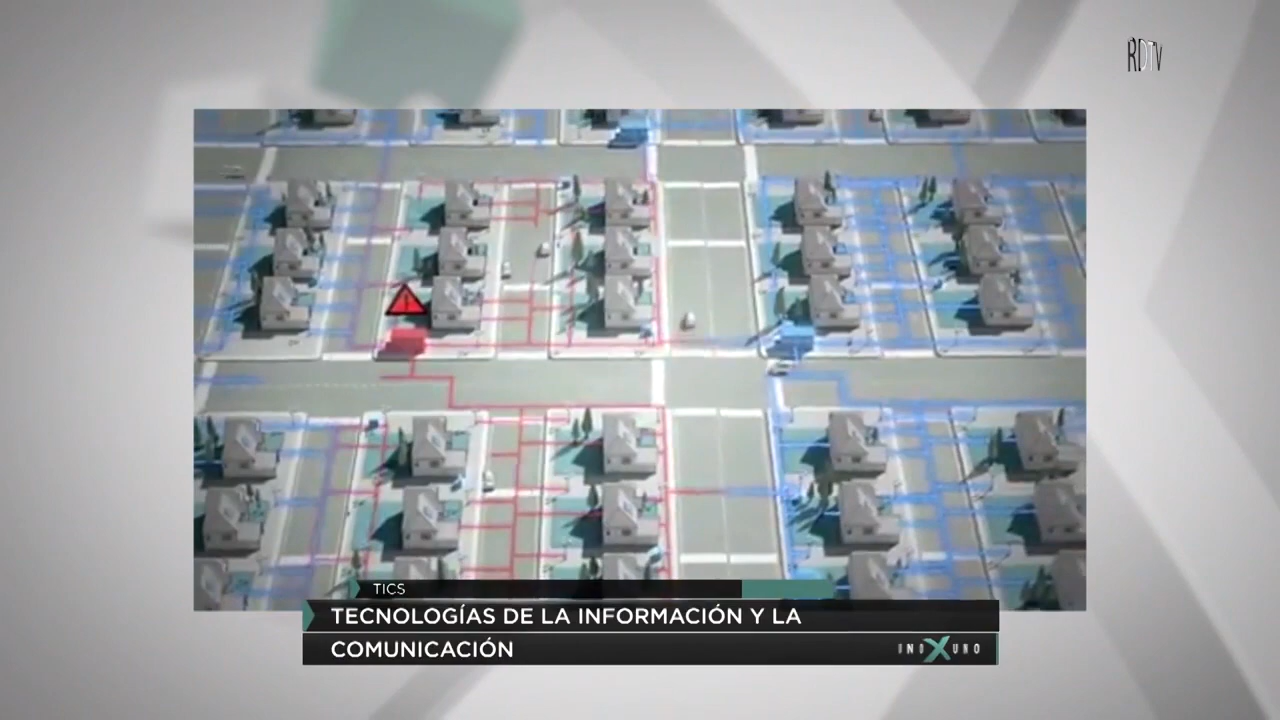 RDTV
TICS
TECNOLOGÍAS DE LA INFORMACIÓN Y LA
COMUNICACIÓN
INDXUNO